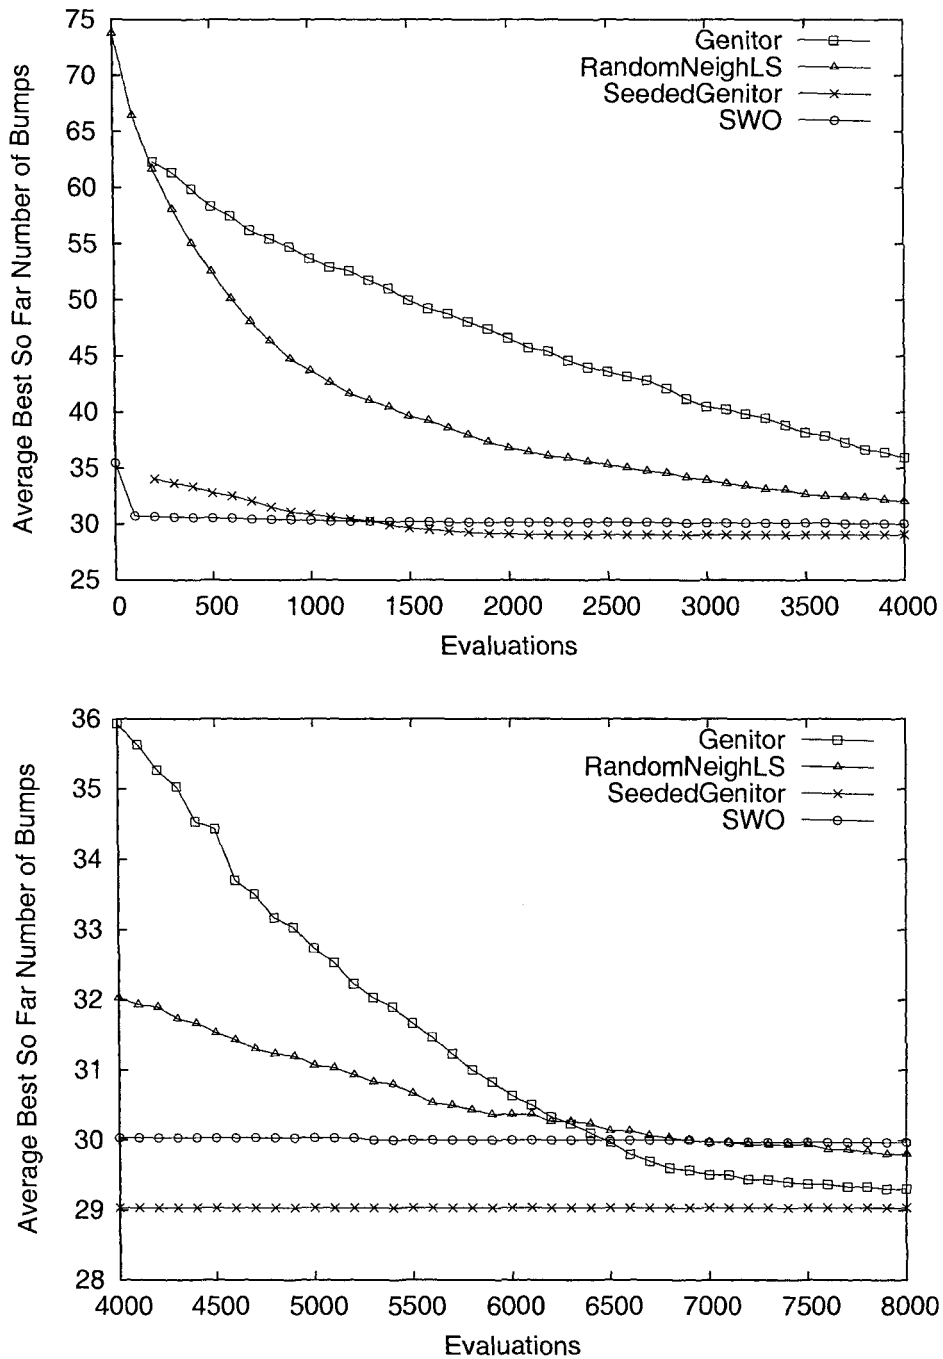 75
70
65
60
55
50
45
40
35
30
25
Average Best So Far Number of Bumps
Genitor
RandomNeighLS
SeededGenitor
SWO
0 500 1000 1500 2000 2500 3000 3500 4000
Evaluations
36
35
34
33
32
31
30
29
28
Average Best So Far Number of Bumps
Genitor
RandomNeighLS
SeededGenitor
SWO
4000 4500 5000 5500 6000 6500 7000 7500 8000
Evaluations